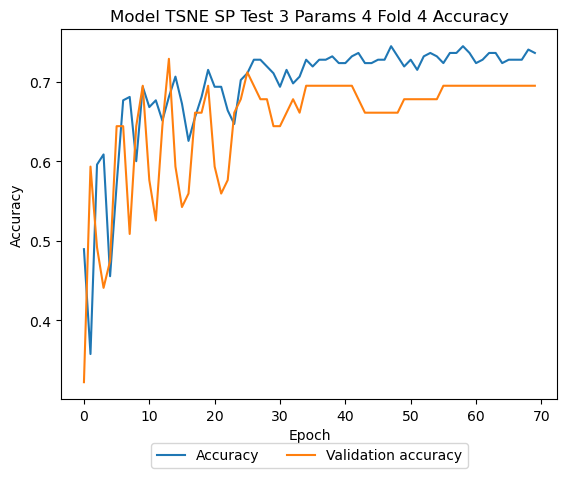 Model TSNE SP Test 3 Params 4 Fold 4 Accuracy
Accuracy
0.7
0.6
0.5
0.4
0 10 20 30 40 50 60 70
Epoch
Accuracy Validation accuracy